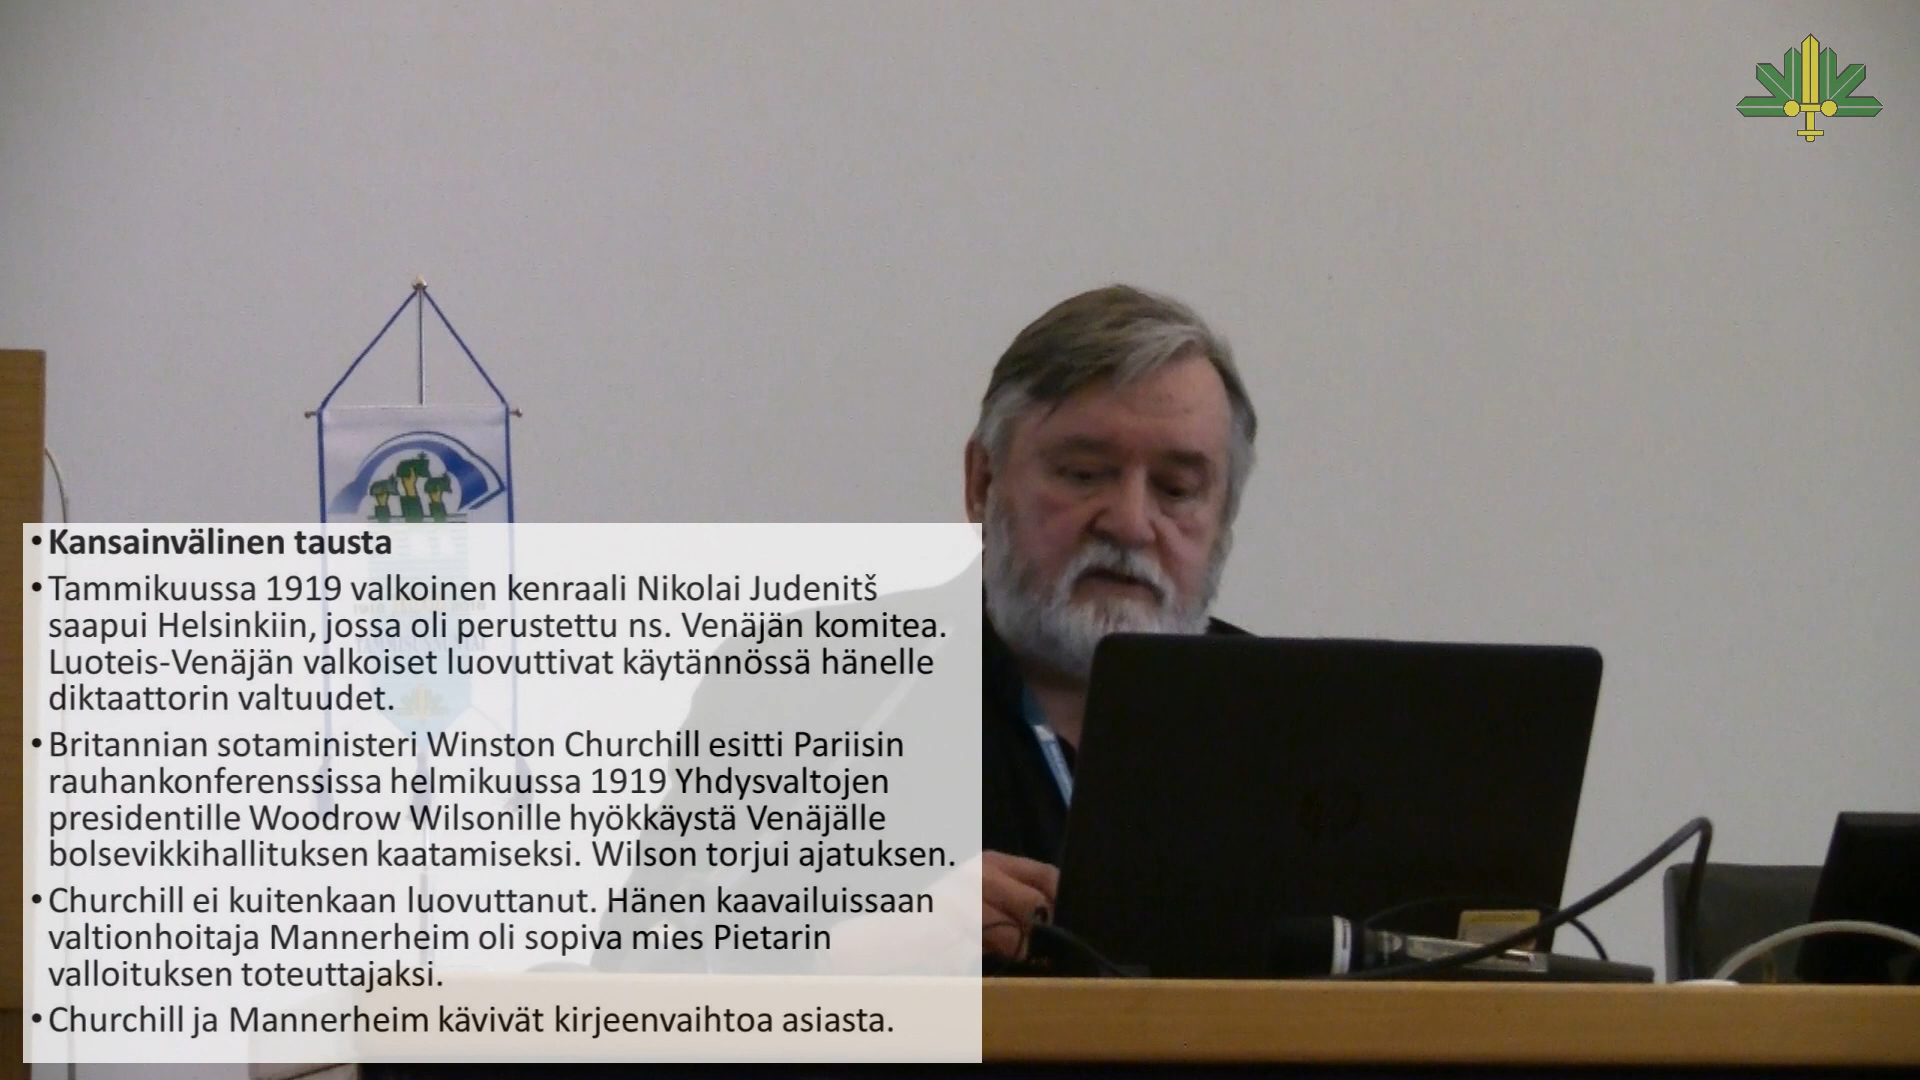 • Kansainvälinen tausta
• Tammikuussa 1919 valkoinen kenraali Nikolai Judenitš
saapui Helsinkiin, jossa oli perustettu ns. Venäjän komitea.
Luoteis-Venäjän valkoiset luovuttivat käytännössä hänelle
diktaattorin valtuudet.
• Britannian sotaministeri Winston Churchill esitti Pariisin
rauhankonferenssissa helmikuussa 1919 Yhdysvaltojen
presidentille Woodrow Wilsonille hyökkäystä Venäjälle
bolsevikkihallituksen kaatamiseksi. Wilson torjui ajatuksen.
• Churchill ei kuitenkaan luovuttanut. Hänen kaavailuissaan
valtionhoitaja Mannerheim oli sopiva mies Pietarin
valloituksen toteuttajaksi.
• Churchill ja Mannerheim kävivät kirjeenvaihtoa asiasta.